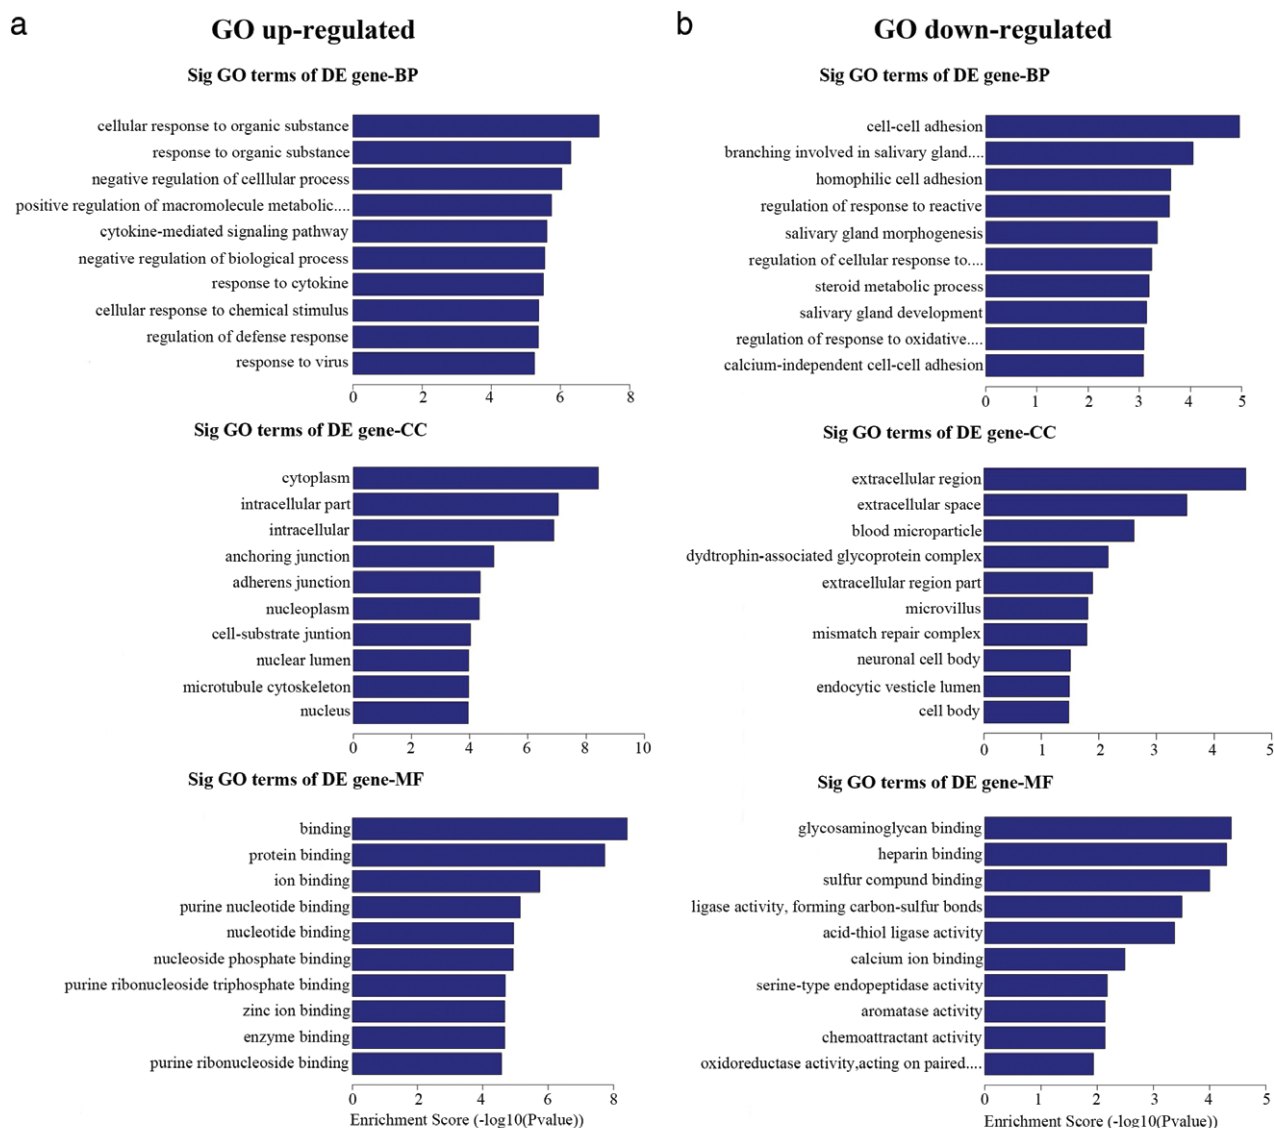 a
GO up-regulated
Sig GO terms of DE gene-BP
cellular response to organic substance
response to organic substance
negative regulation of celllular process
positive regulation of macromolecule metabolic....
cytokine-mediated signaling pathway
negative regulation of biological process
response to cytokine
cellular response to chemical stimulus
regulation of defense response
response to virus
0 2 4 6 8
Sig GO terms of DE gene-CC
cytoplasm
intracellular part
intracellular
anchoring junction
adherens junction
nucleoplasm
cell-substrate juntion
nuclear lumen
microtubule cytoskeleton
nucleus
0 2 4 6 8 10
Sig GO terms of DE gene-MF
binding
protein binding
ion binding
purine nucleotide binding
nucleotide binding
nucleoside phosphate binding
purine ribonucleoside triphosphate binding
zinc ion binding
enzyme binding
purine ribonucleoside binding
0 2 4 6 8
Enrichment Score (-log10(Pvalue))
b
GO down-regulated
Sig GO terms of DE gene-BP
cell-cell adhesion
branching involved in salivary gland....
homophilic cell adhesion
regulation of response to reactive
salivary gland morphogenesis
regulation of cellular response to....
steroid metabolic process
salivary gland development
regulation of response to oxidative....
calcium-independent cell-cell adhesion
0 1 2 3 4 5
Sig GO terms of DE gene-CC
extracellular region
extracellular space
blood microparticle
dydtrophin-associated glycoprotein complex
extracellular region part
microvillus
mismatch repair complex
neuronal cell body
endocytic vesicle lumen
cell body
0 1 2 3 4 5
Sig GO terms of DE gene-MF
glycosaminoglycan binding
heparin binding
sulfur compund binding
ligase activity, forming carbon-sulfur bonds
acid-thiol ligase activity
calcium ion binding
serine-type endopeptidase activity
aromatase activity
chemoattractant activity
oxidoreductase activity,acting on paired....
0 1 2 3 4 5
Enrichment Score (-log10(Pvalue))